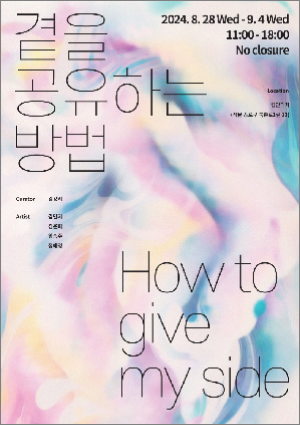 곁을
공유하는
방법
2024. 8. 28 Wed - 9. 4 Wed
11:00 - 18:00
No closure
Location
Curator
Artist
How to
give
my side